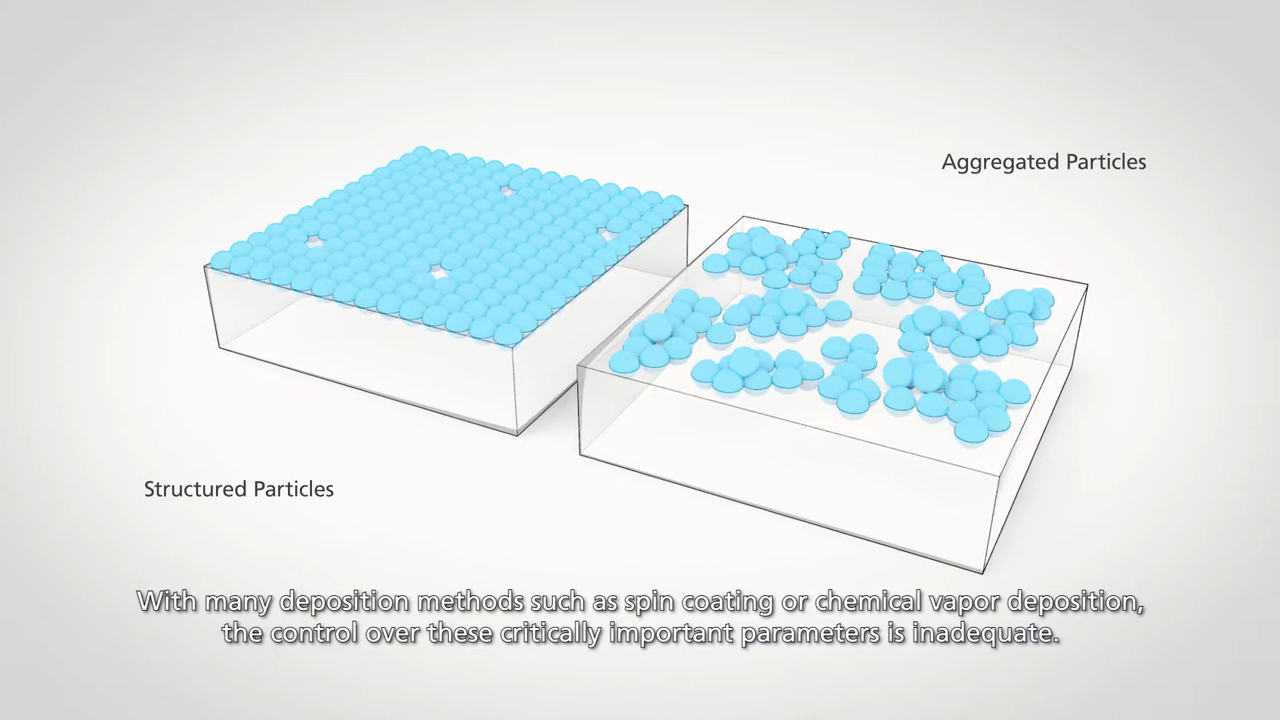 Aggregated Particles
Structured Particles
With many deposition methods such as spin coating or chemical vapor deposition,
the control over these critically important parameters is inadequate.